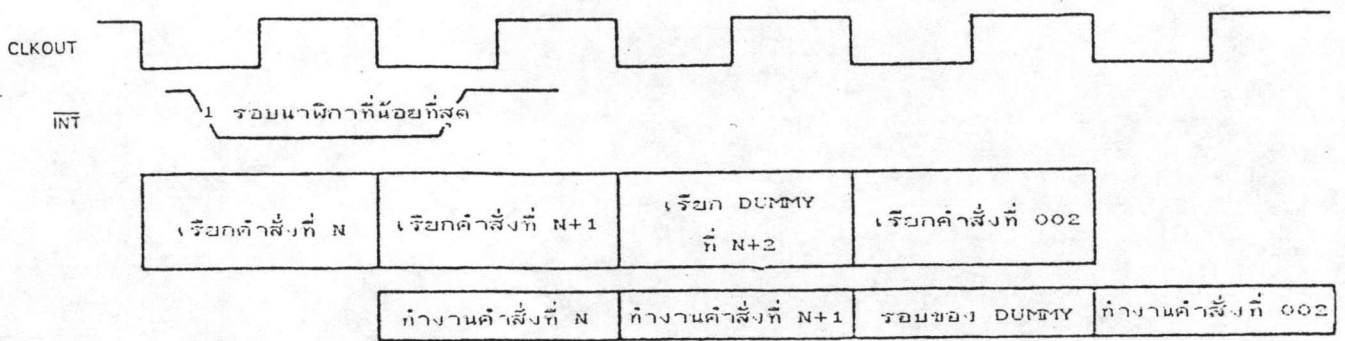 CLKOUT
INT
1 รอบนาฬิกาที่น้อยที่สุด
เรียกคำสั่งที่ N
เรียกคำสั่งที่ N+1
เรียก DUMMY
ที่ N+2
เรียกคำสั่งที่ 002
ทำงานคำสั่งที่ N
ทำงานคำสั่งที่ N+1
รอบของ DUMMY
ทำงานคำสั่งที่ 002